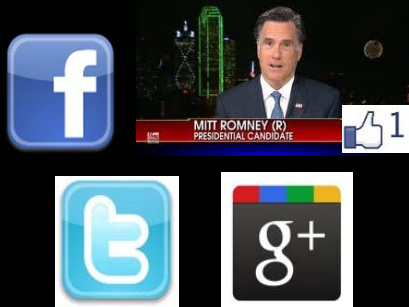 f
MITT ROMNEY (R)
PRESIDENTIAL CANDIDATE
1
t
g+